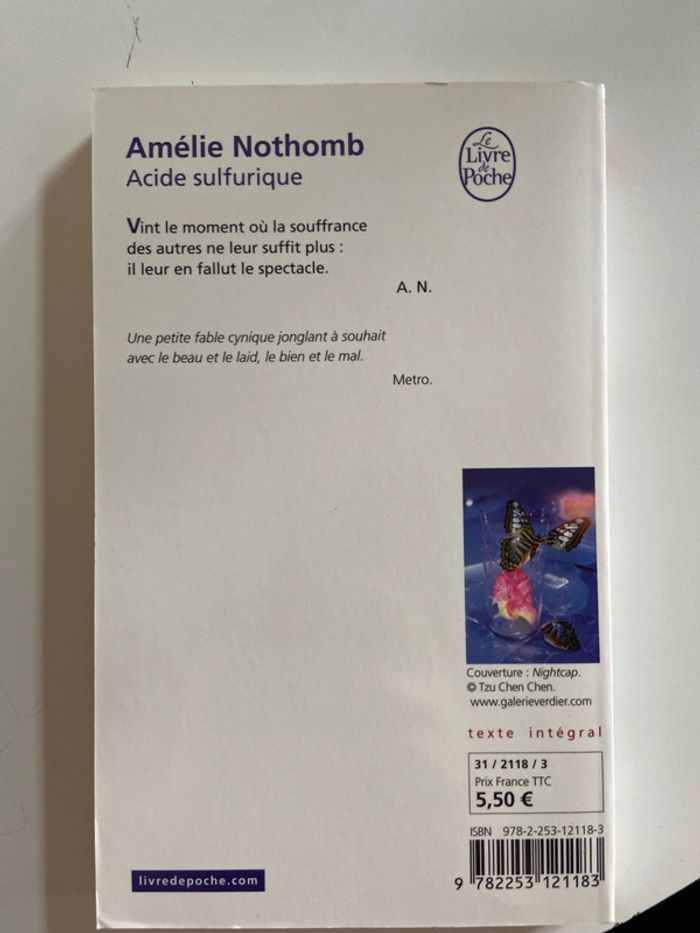 Amélie Nothomb
Acide sulfurique
Le
Livre
de
Poche
Vint le moment où la souffrance
des autres ne leur suffit plus :
il leur en fallut le spectacle.
A. N.
Une petite fable cynique jonglant à souhait
avec le beau et le laid, le bien et le mal.
Metro.
Couverture : Nightcap.
© Tzu Chen Chen.
www.galerieverdier.com
texte intégral
31 / 2118 / 3
Prix France TTC
5,50 €
ISBN 978-2-253-12118-3
9 782253 121183
livredepoche.com